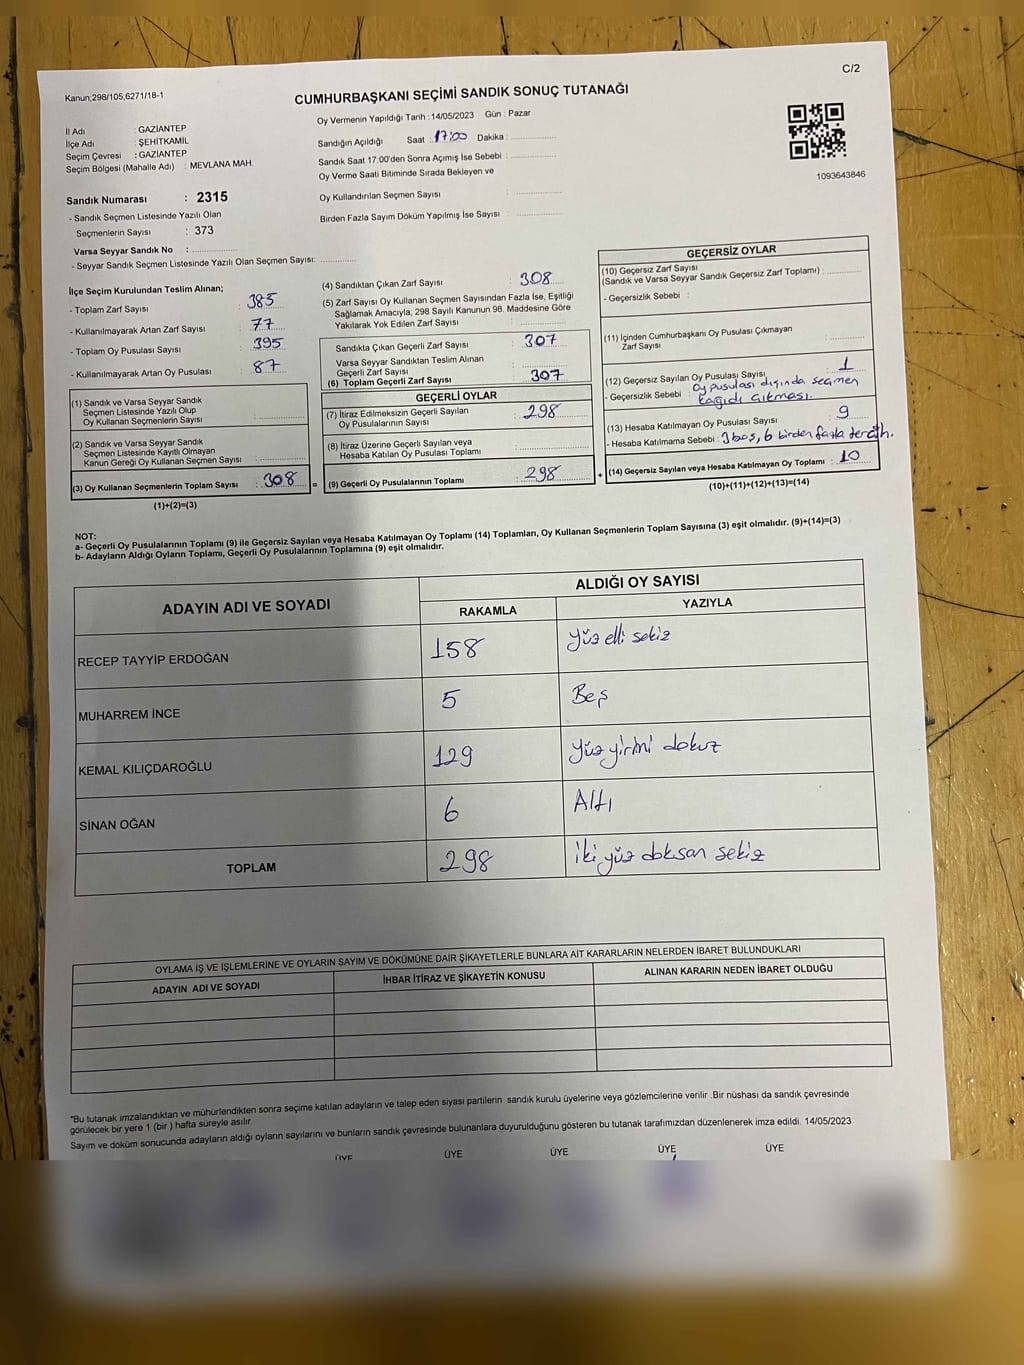 C/2
Kanun;298/105,6271/18-1
CUMHURBAŞKANI SEÇİMİ SANDIK SONUÇ TUTANAĞI
İl Adı : GAZİANTEP
İlçe Adı : ŞEHİTKAMİL
Seçim Çevresi : GAZİANTEP
Seçim Bölgesi (Mahalle Adı) : MEVLANA MAH.
Oy Vermenin Yapıldığı Tarih : 14/05/2023 Gün : Pazar
Sandığın Açıldığı Saat : 17:00 Dakika :
Sandık Saat 17:00'den Sonra Açımış İse Sebebi :
Oy Verme Saati Bitiminde Sırada Bekleyen ve
Oy Kullandırılan Seçmen Sayısı :
Birden Fazla Sayım Döküm Yapılmış İse Sayısı :
1093643846
Sandık Numarası : 2315
- Sandık Seçmen Listesinde Yazılı Olan
Seçmenlerin Sayısı : 373
Varsa Seyyar Sandık No :
- Seyyar Sandık Seçmen Listesinde Yazılı Olan Seçmen Sayısı:
İlçe Seçim Kurulundan Teslim Alınan;
- Toplam Zarf Sayısı : 385
- Kullanılmayarak Artan Zarf Sayısı : 77
- Toplam Oy Pusulası Sayısı : 395
- Kullanılmayarak Artan Oy Pusulası : 87
(1) Sandık ve Varsa Seyyar Sandık
Seçmen Listesinde Yazılı Olup
Oy Kullanan Seçmenlerin Sayısı :
(2) Sandık ve Varsa Seyyar Sandık
Seçmen Listesinde Kayıtlı Olmayan
Kanun Gereği Oy Kullanan Seçmen Sayısı :
(3) Oy Kullanan Seçmenlerin Toplam Sayısı : 308 =
(1)+(2)=(3)
(4) Sandıktan Çıkan Zarf Sayısı : 308
(5) Zarf Sayısı Oy Kullanan Seçmen Sayısından Fazla İse, Eşitliği
Sağlamak Amacıyla; 298 Sayılı Kanunun 98. Maddesine Göre
Yakılarak Yok Edilen Zarf Sayısı :
Sandıkta Çıkan Geçerli Zarf Sayısı : 307
Varsa Seyyar Sandıktan Teslim Alınan
Geçerli Zarf Sayısı :
(6) Toplam Geçerli Zarf Sayısı : 307
GEÇERLİ OYLAR
(7) İtiraz Edilmeksizin Geçerli Sayılan
Oy Pusulasının Sayısı : 298
(8) İtiraz Üzerine Geçerli Sayılan veya
Hesaba Katılan Oy Pusulası Toplamı :
(9) Geçerli Oy Pusulalarının Toplamı : 298 +
GEÇERSİZ OYLAR
(10) Geçersiz Zarf Sayısı
(Sandık ve Varsa Seyyar Sandık Geçersiz Zarf Toplamı) :
- Geçersizlik Sebebi :
(11) İçinden Cumhurbaşkanı Oy Pusulası Çıkmayan
Zarf Sayısı :
(12) Geçersiz Sayılan Oy Pusulası Sayısı : 1
- Geçersizlik Sebebi : oy pusulası dışında seçmen
kağıdı çıkması.
(13) Hesaba Katılmayan Oy Pusulası Sayısı : 9
- Hesaba Katılmama Sebebi : 3 boş, 6 birden fazla tercih.
(14) Geçersiz Sayılan veya Hesaba Katılmayan Oy Toplamı : 10
(10)+(11)+(12)+(13)=(14)
NOT:
a- Geçerli Oy Pusulalarının Toplamı (9) ile Geçersiz Sayılan veya Hesaba Katılmayan Oy Toplamı (14) Toplamları, Oy Kullanan Seçmenlerin Toplam Sayısına (3) eşit olmalıdır. (9)+(14)=(3)
b- Adayların Aldığı Oyların Toplamı, Geçerli Oy Pusulalarının Toplamına (9) eşit olmalıdır.
ADAYIN ADI VE SOYADI ALDIĞI OY SAYISI
RAKAMLA YAZIYLA
RECEP TAYYİP ERDOĞAN 158 Yüz elli sekiz
MUHARREM İNCE 5 Beş
KEMAL KILIÇDAROĞLU 129 Yüz yirmi dokuz
SİNAN OĞAN 6 Altı
TOPLAM 298 iki yüz doksan sekiz
OYLAMA İŞ VE İŞLEMLERİNE VE OYLARIN SAYIM VE DÖKÜMÜNE DAİR ŞİKAYETLERLE BUNLARA AİT KARARLARIN NELERDEN İBARET BULUNDUKLARI
ADAYIN ADI VE SOYADI İHBAR İTİRAZ VE ŞİKAYETİN KONUSU ALINAN KARARIN NEDEN İBARET OLDUĞU
*Bu tutanak imzalandıktan ve mühürlendikten sonra seçime katılan adayların ve talep eden siyasi partilerin sandık kurulu üyelerine veya gözlemcilerine verilir .Bir nüshası da sandık çevresinde
görülecek bir yere 1 (bir ) hafta süreyle asılır.
Sayım ve döküm sonucunda adayların aldığı oyların sayılarını ve bunların sandık çevresinde bulunanlara duyurulduğunu gösteren bu tutanak tarafımızdan düzenlenerek imza edildi. 14/05/2023
ÜYE ÜYE ÜYE ÜYE ÜYE